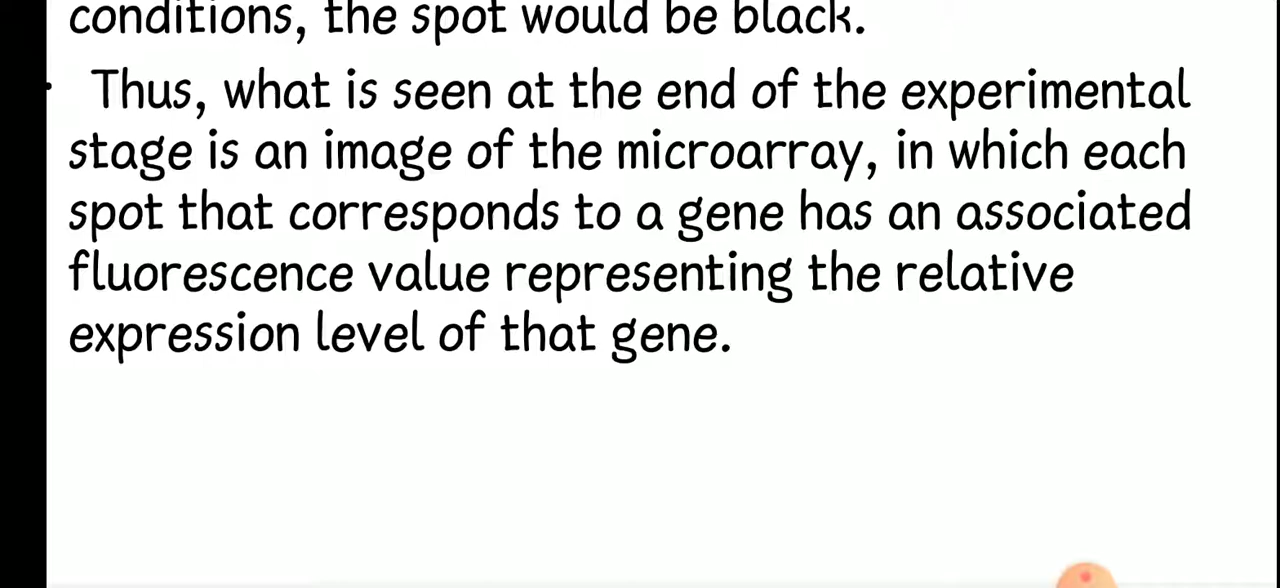 conditions, the spot would be black.
• Thus, what is seen at the end of the experimental
stage is an image of the microarray, in which each
spot that corresponds to a gene has an associated
fluorescence value representing the relative
expression level of that gene.